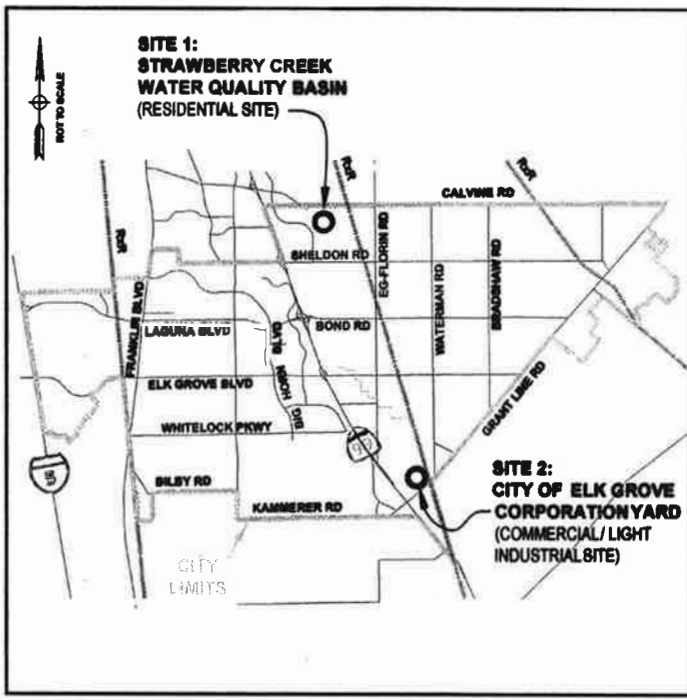 SITE 1:
STRAWBERRY CREEK
WATER QUALITY BASIN
(RESIDENTIAL SITE)
NOT TO SCALE
RxR
RxR
RxR
CALVINE RD
SHELDON RD
EG-FLORIN RD
WATERMAN RD
BRADSHAW RD
FRANKLIN BLVD
LAGUNA BLVD
BIG HORN BLVD
BOND RD
ELK GROVE BLVD
GRANT LINE RD
WHITELOCK PKWY
99
5
BILBY RD
KAMMERER RD
SITE 2:
CITY OF ELK GROVE
CORPORATION YARD
(COMMERCIAL/ LIGHT
INDUSTRIAL SITE)
CITY
LIMITS